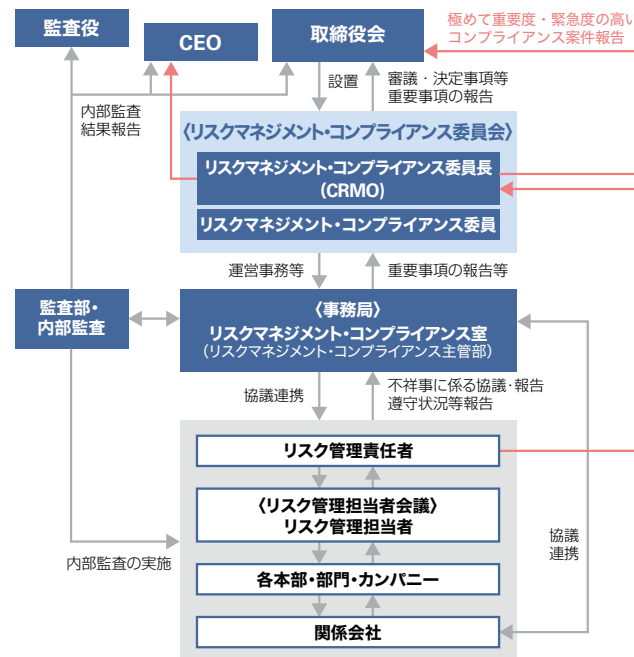 監査役
CEO
取締役会
極めて重要度・緊急度の高い
コンプライアンス案件報告
設置
審議・決定事項等
重要事項の報告
内部監査
結果報告
〈リスクマネジメント・コンプライアンス委員会〉
リスクマネジメント・コンプライアンス委員長
(CRMO)
リスクマネジメント・コンプライアンス委員
運営事務等
重要事項の報告等
監査部・
内部監査
〈事務局〉
リスクマネジメント・コンプライアンス室
（リスクマネジメント・コンプライアンス主管部）
協議連携
不祥事に係る協議・報告
遵守状況等報告
リスク管理責任者
〈リスク管理担当者会議〉
リスク管理担当者
内部監査の実施
協議
連携
各本部・部門・カンパニー
関係会社